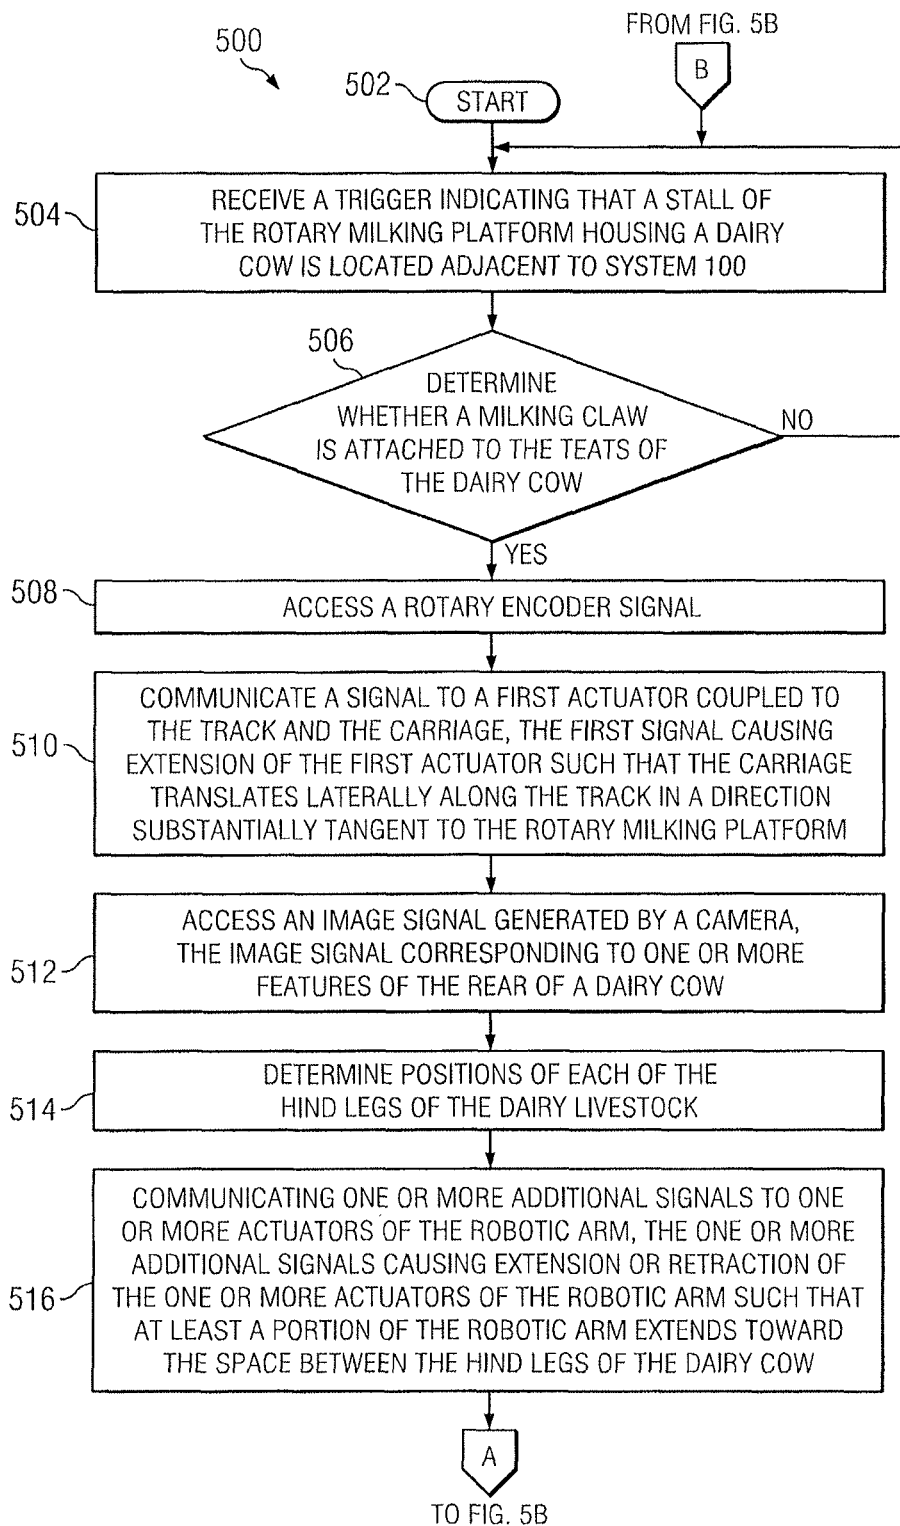 500
FROM FIG. 5B
B
502
START
504
RECEIVE A TRIGGER INDICATING THAT A STALL OF
THE ROTARY MILKING PLATFORM HOUSING A DAIRY
COW IS LOCATED ADJACENT TO SYSTEM 100
506
DETERMINE
WHETHER A MILKING CLAW
IS ATTACHED TO THE TEATS OF
THE DAIRY COW
NO
YES
508
ACCESS A ROTARY ENCODER SIGNAL
510
COMMUNICATE A SIGNAL TO A FIRST ACTUATOR COUPLED TO
THE TRACK AND THE CARRIAGE, THE FIRST SIGNAL CAUSING
EXTENSION OF THE FIRST ACTUATOR SUCH THAT THE CARRIAGE
TRANSLATES LATERALLY ALONG THE TRACK IN A DIRECTION
SUBSTANTIALLY TANGENT TO THE ROTARY MILKING PLATFORM
512
ACCESS AN IMAGE SIGNAL GENERATED BY A CAMERA,
THE IMAGE SIGNAL CORRESPONDING TO ONE OR MORE
FEATURES OF THE REAR OF A DAIRY COW
514
DETERMINE POSITIONS OF EACH OF THE
HIND LEGS OF THE DAIRY LIVESTOCK
516
COMMUNICATING ONE OR MORE ADDITIONAL SIGNALS TO ONE
OR MORE ACTUATORS OF THE ROBOTIC ARM, THE ONE OR MORE
ADDITIONAL SIGNALS CAUSING EXTENSION OR RETRACTION OF
THE ONE OR MORE ACTUATORS OF THE ROBOTIC ARM SUCH THAT
AT LEAST A PORTION OF THE ROBOTIC ARM EXTENDS TOWARD
THE SPACE BETWEEN THE HIND LEGS OF THE DAIRY COW
A
TO FIG. 5B